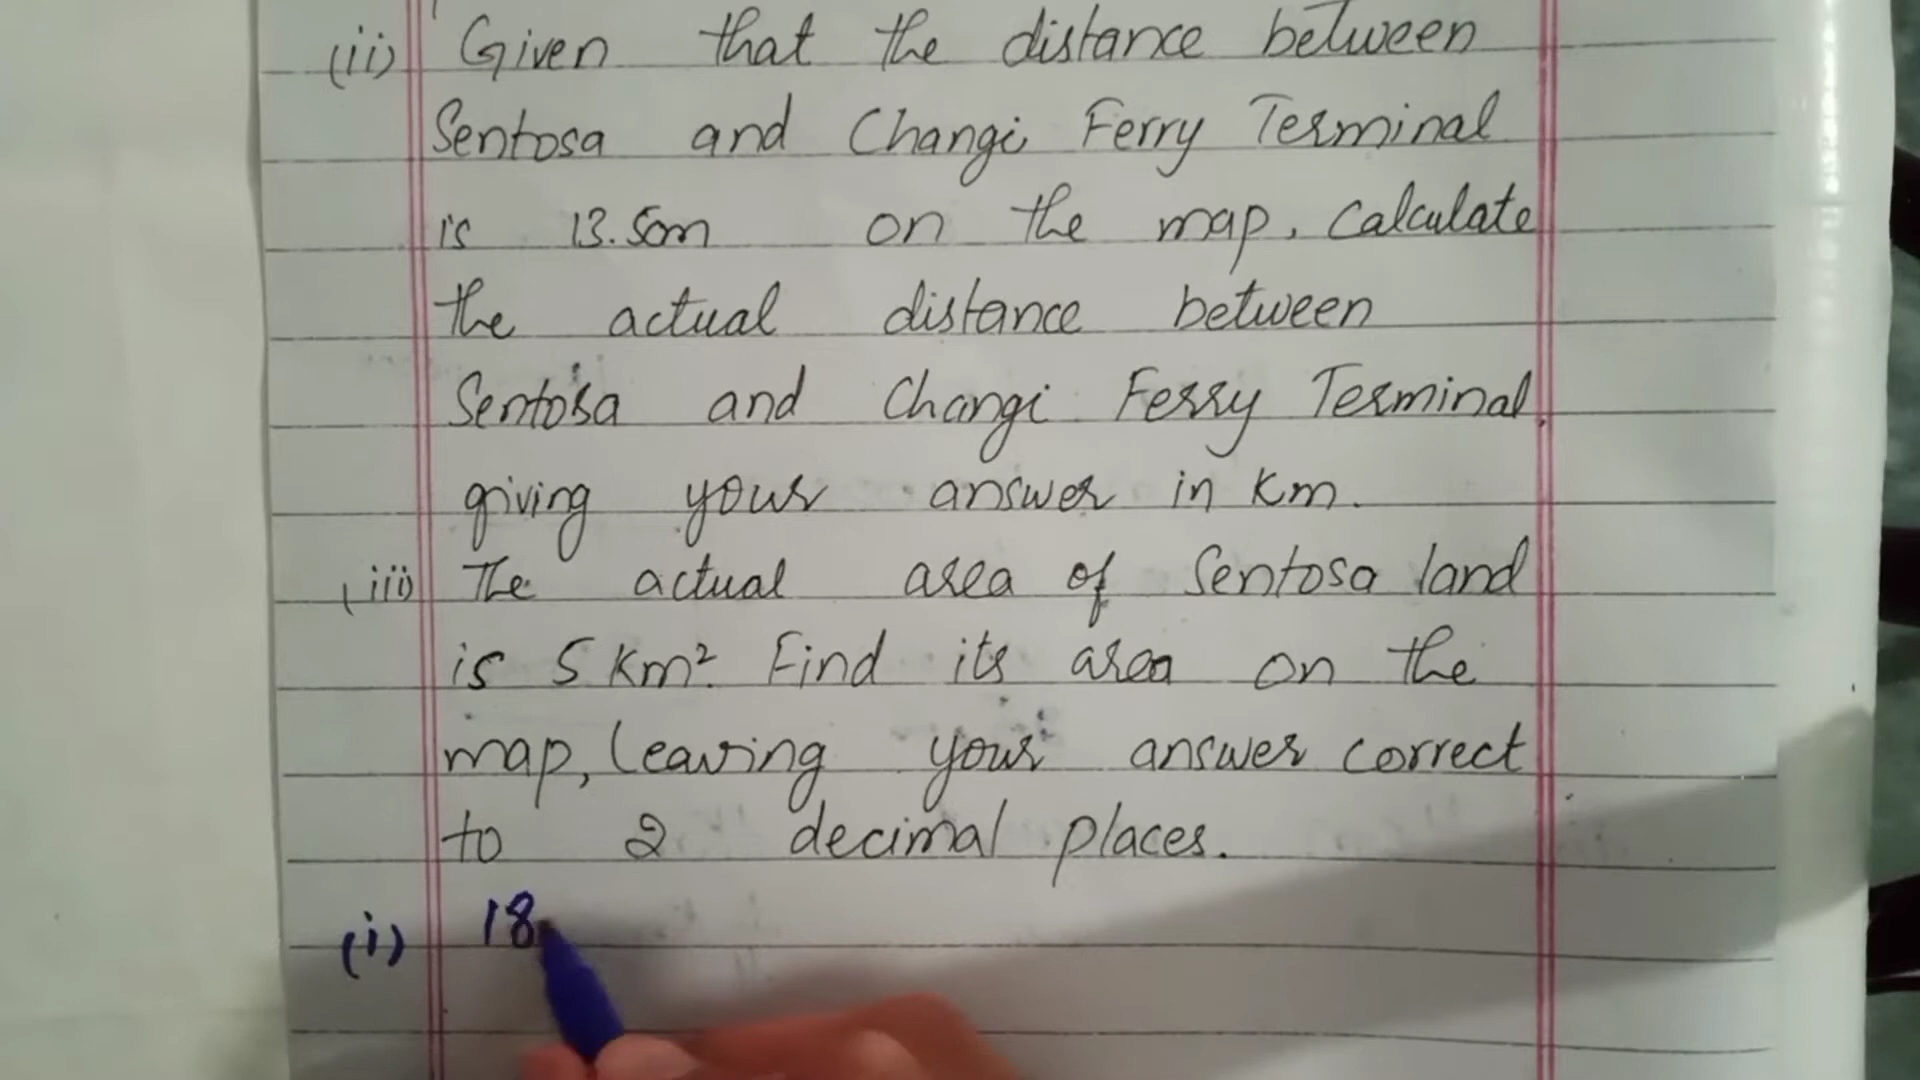 (ii) Given that the distance between
Sentosa and Changi Ferry Terminal
is 13.5cm on the map, calculate
the actual distance between
Sentosa and Changi Ferry Terminal,
giving your answer in Km.
(iii) The actual area of Sentosa land
is 5 Km². Find its area on the
map, leaving your answer correct
to 2 decimal places.
(i) 18